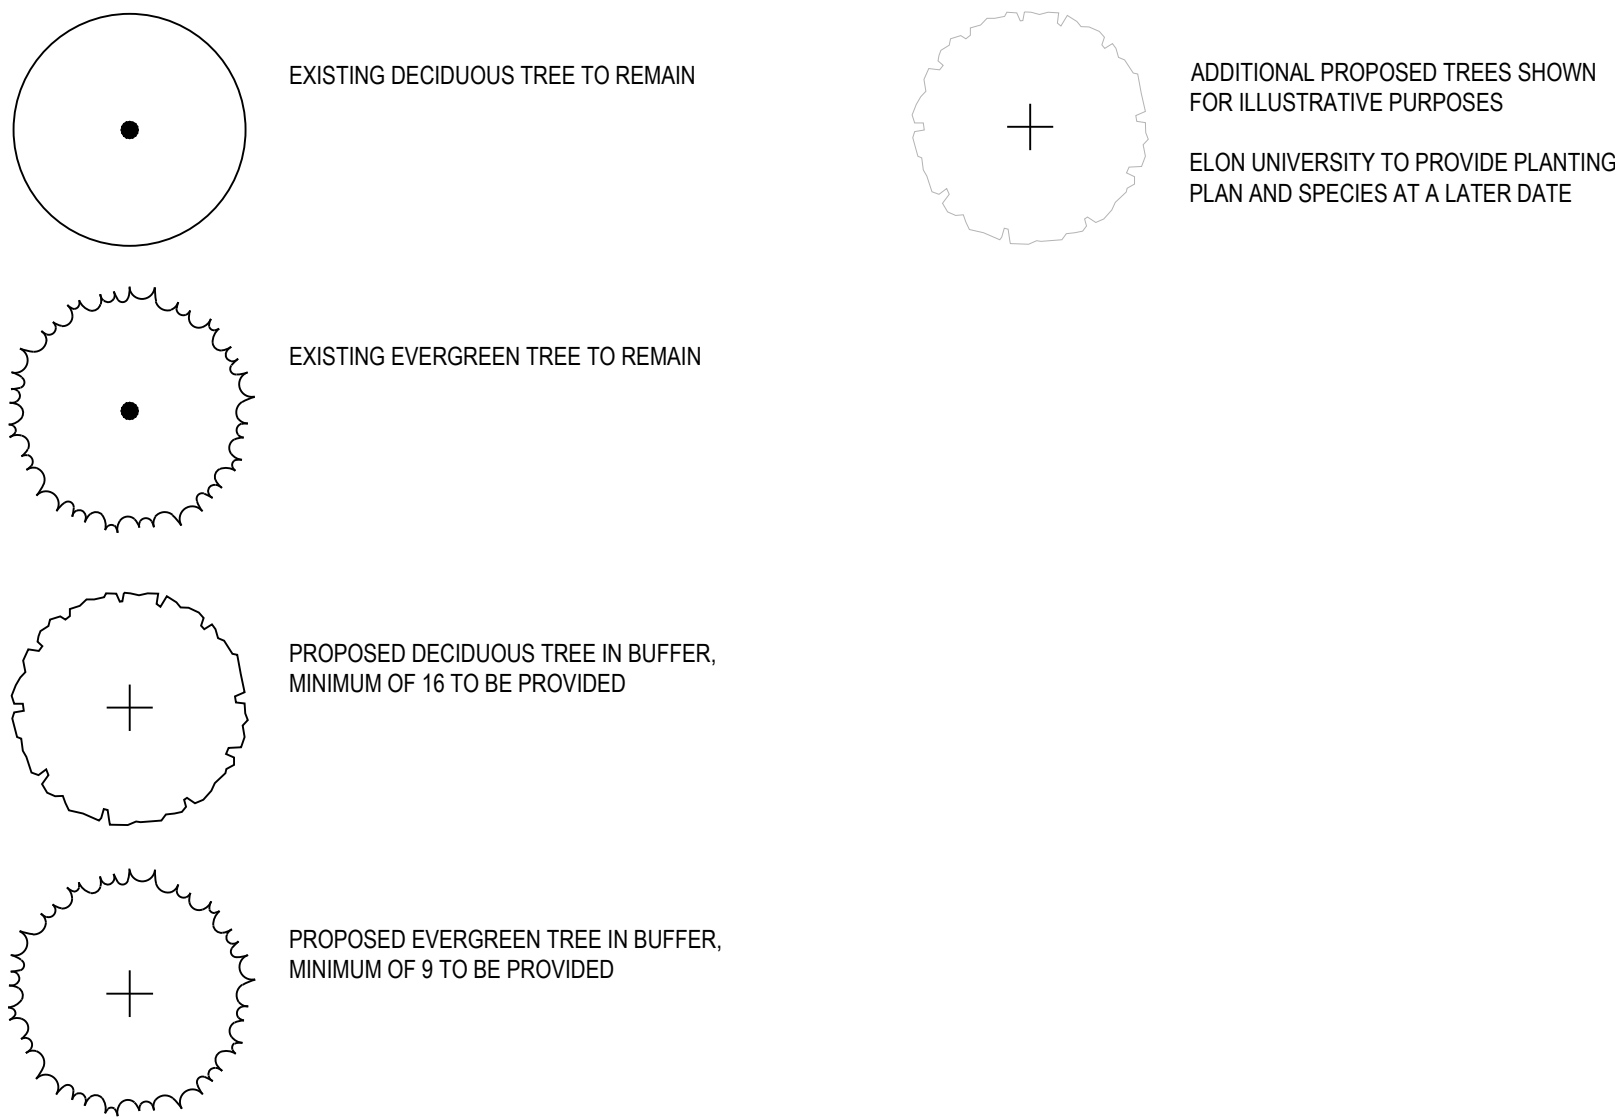 EXISTING DECIDUOUS TREE TO REMAIN
EXISTING EVERGREEN TREE TO REMAIN
PROPOSED DECIDUOUS TREE IN BUFFER,
MINIMUM OF 16 TO BE PROVIDED
PROPOSED EVERGREEN TREE IN BUFFER,
MINIMUM OF 9 TO BE PROVIDED
ADDITIONAL PROPOSED TREES SHOWN
FOR ILLUSTRATIVE PURPOSES
ELON UNIVERSITY TO PROVIDE PLANTING
PLAN AND SPECIES AT A LATER DATE